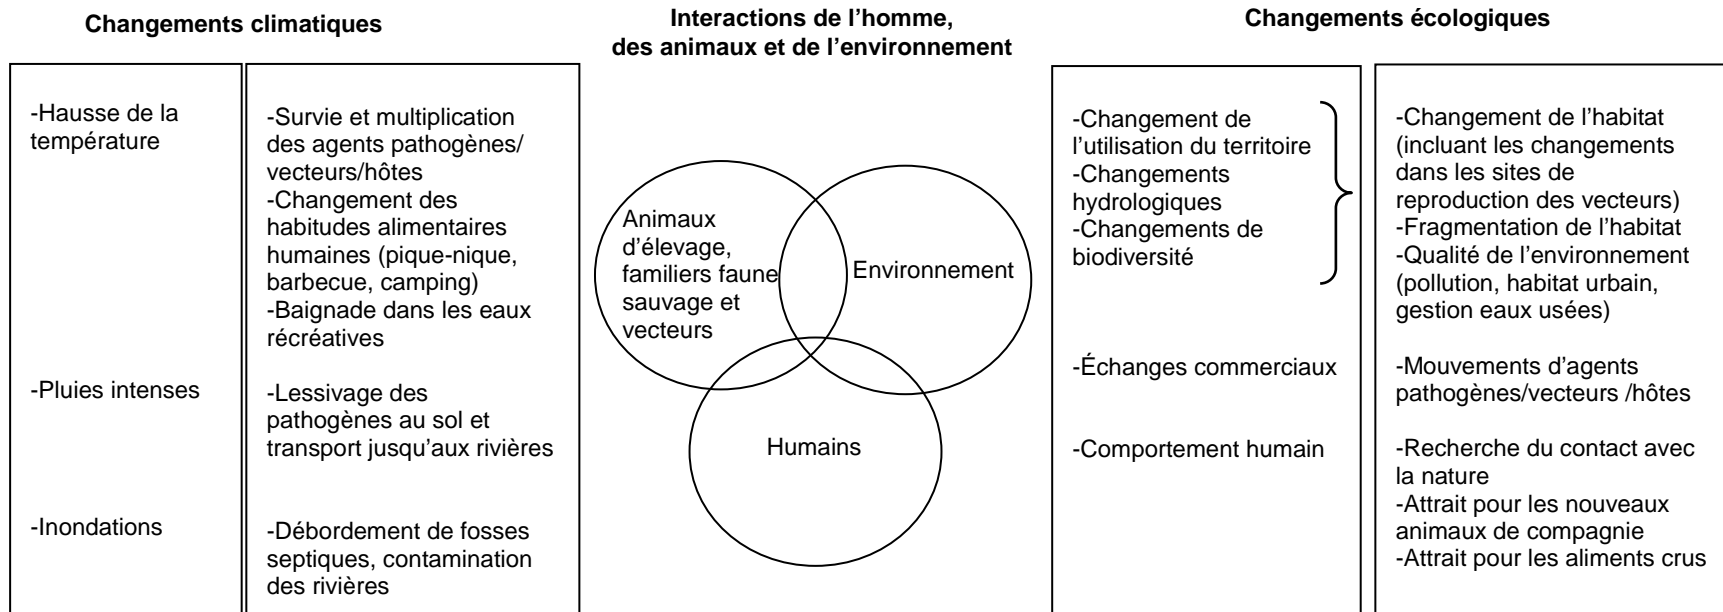 Changements climatiques
-Hausse de la
température
-Pluies intenses
-Inondations
-Survie et multiplication
des agents pathogènes/
vecteurs/hôtes
-Changement des
habitudes alimentaires
humaines (pique-nique,
barbecue, camping)
-Baignade dans les eaux
récréatives
-Lessivage des
pathogènes au sol et
transport jusqu’aux rivières
-Débordement de fosses
septiques, contamination
des rivières
Interactions de l’homme,
des animaux et de l’environnement
Animaux
d’élevage,
familiers faune
sauvage et
vecteurs
Environnement
Humains
Changements écologiques
-Changement de
l’utilisation du territoire
-Changements
hydrologiques
-Changements de
biodiversité
-Échanges commerciaux
-Comportement humain
-Changement de l’habitat
(incluant les changements
dans les sites de
reproduction des vecteurs)
-Fragmentation de l’habitat
-Qualité de l’environnement
(pollution, habitat urbain,
gestion eaux usées)
-Mouvements d’agents
pathogènes/vecteurs /hôtes
-Recherche du contact avec
la nature
-Attrait pour les nouveaux
animaux de compagnie
-Attrait pour les aliments crus